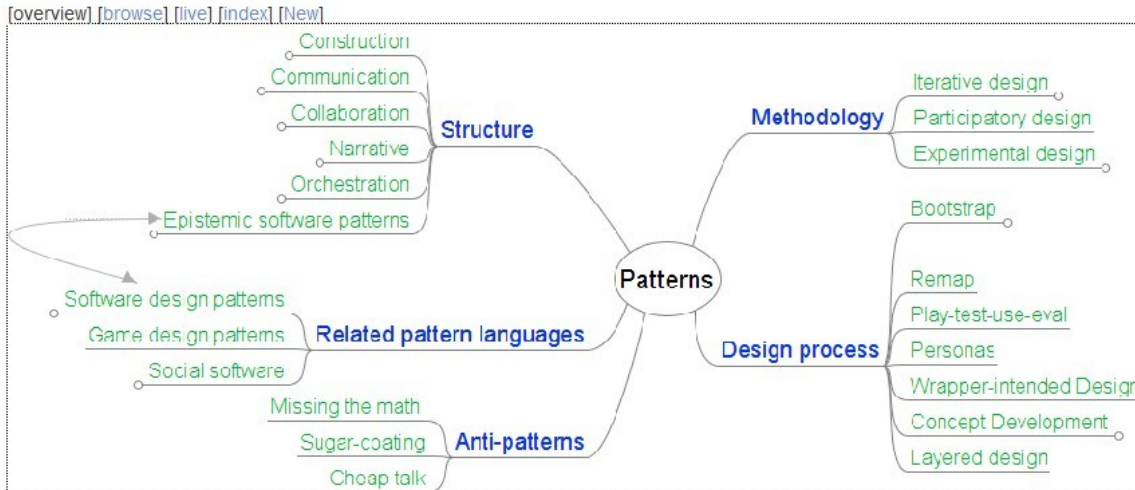 [overview] [browse] [live] [index] [New]
Construction
Communication
Collaboration
Narrative
Orchestration
Epistemic software patterns
Structure
Software design patterns
Game design patterns
Social software
Related pattern languages
Missing the math
Sugar-coating
Cheap talk
Anti-patterns
Patterns
Methodology
Iterative design
Participatory design
Experimental design
Design process
Bootstrap
Remap
Play-test-use-eval
Personas
Wrapper-intended Design
Concept Development
Layered design